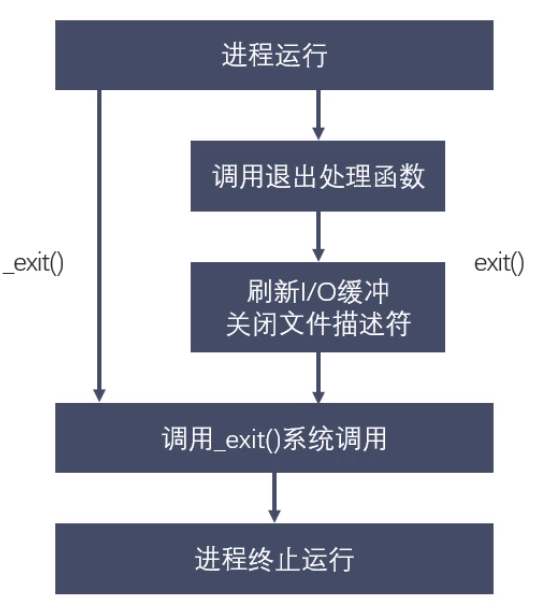 进程运行
调用退出处理函数
_exit()
exit()
刷新I/O缓冲
关闭文件描述符
调用_exit()系统调用
进程终止运行